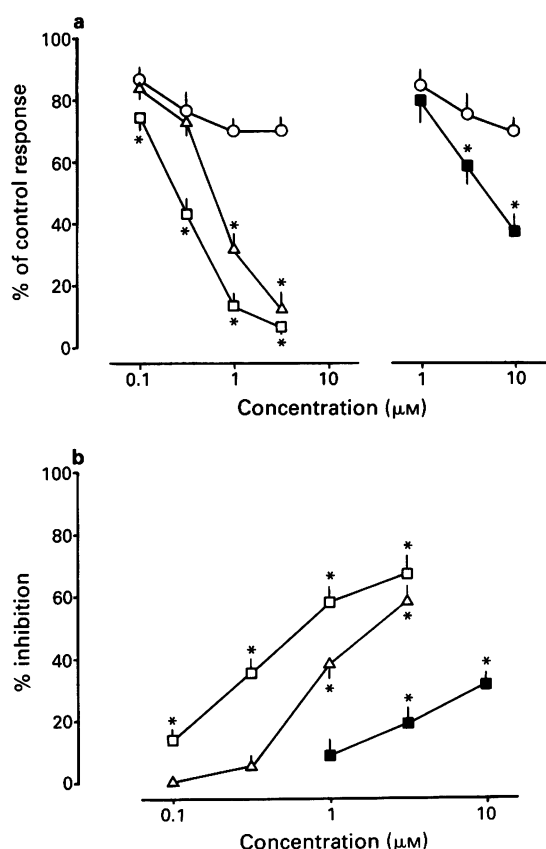 a
100
80
60
40
20
0
% of control response
* * * * * *
* *
0.1 1 10 1 10
Concentration (μM)
b
100
80
60
40
20
0
% inhibition
* * * * * * * *
0.1 1 10
Concentration (μM)